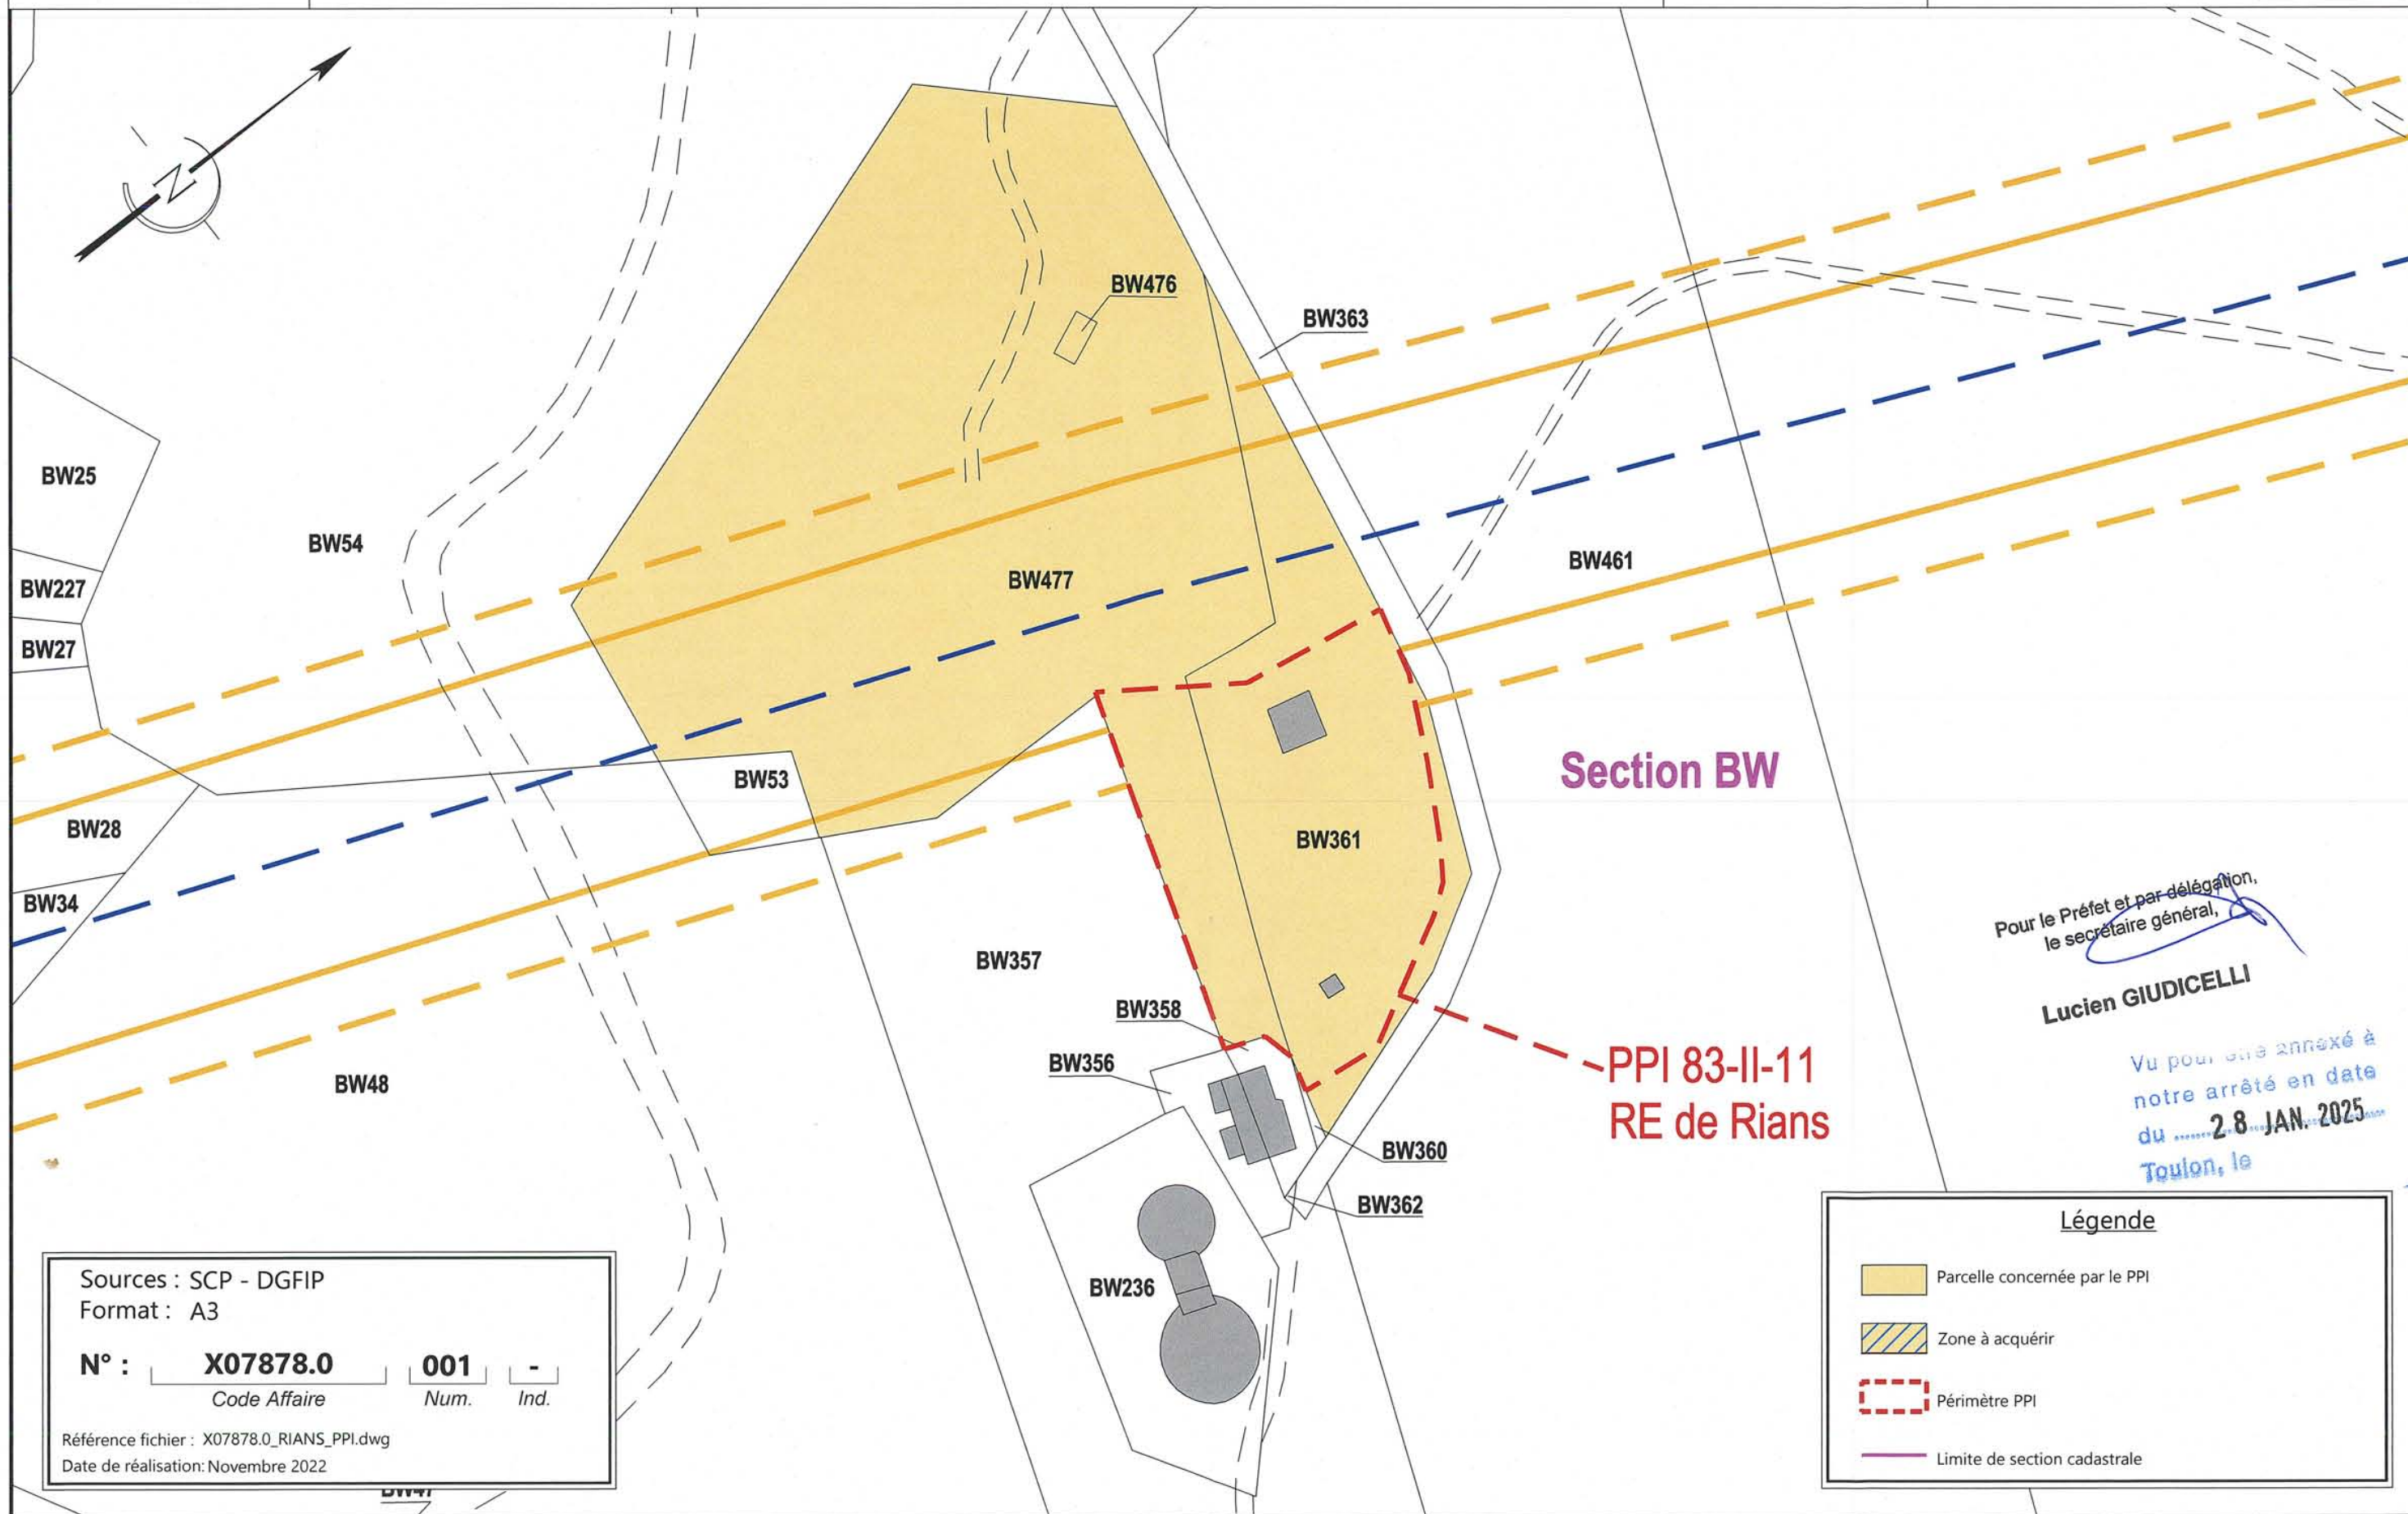 BW476
BW363
BW25
BW54
BW461
BW477
BW227
BW27
BW53
Section BW
BW28
BW361
BW34
BW357
BW358
BW356
BW48
PPI 83-II-11
RE de Rians
BW360
BW362
BW236
Pour le Préfet et par délégation,
le secrétaire général,
Lucien GIUDICELLI
Vu pour être annexé à
notre arrêté en date
du 28 JAN. 2025
Toulon, le
Sources : SCP - DGFIP
Format : A3
N° : X07878.0 001 -
Code Affaire Num. Ind.
Référence fichier : X07878.0_RIANS_PPI.dwg
Date de réalisation: Novembre 2022
Légende
Parcelle concernée par le PPI
Zone à acquérir
Périmètre PPI
Limite de section cadastrale
N